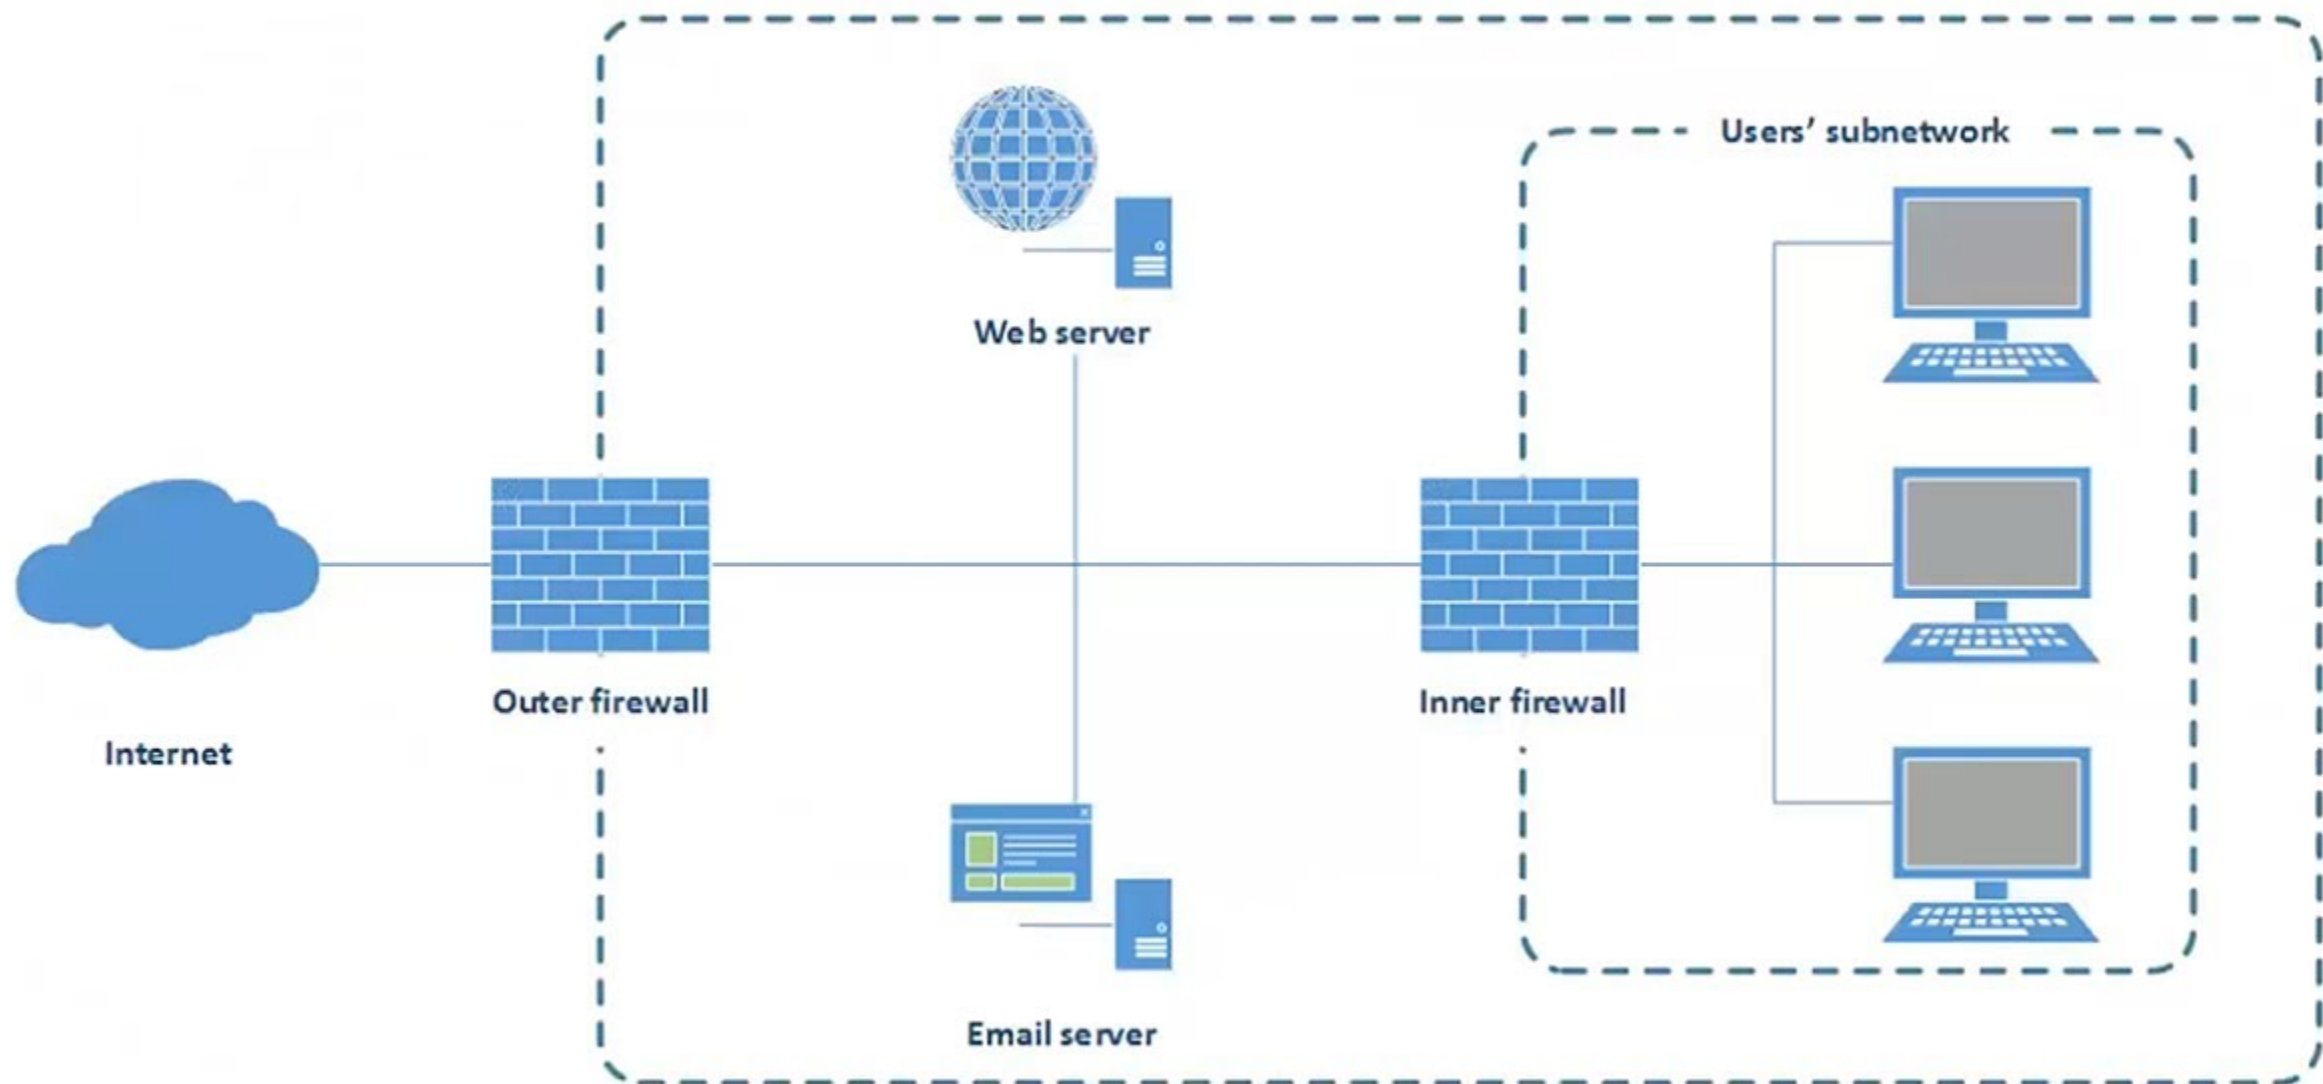 Users’ subnetwork
Web server
Outer firewall
Inner firewall
Internet
Email server